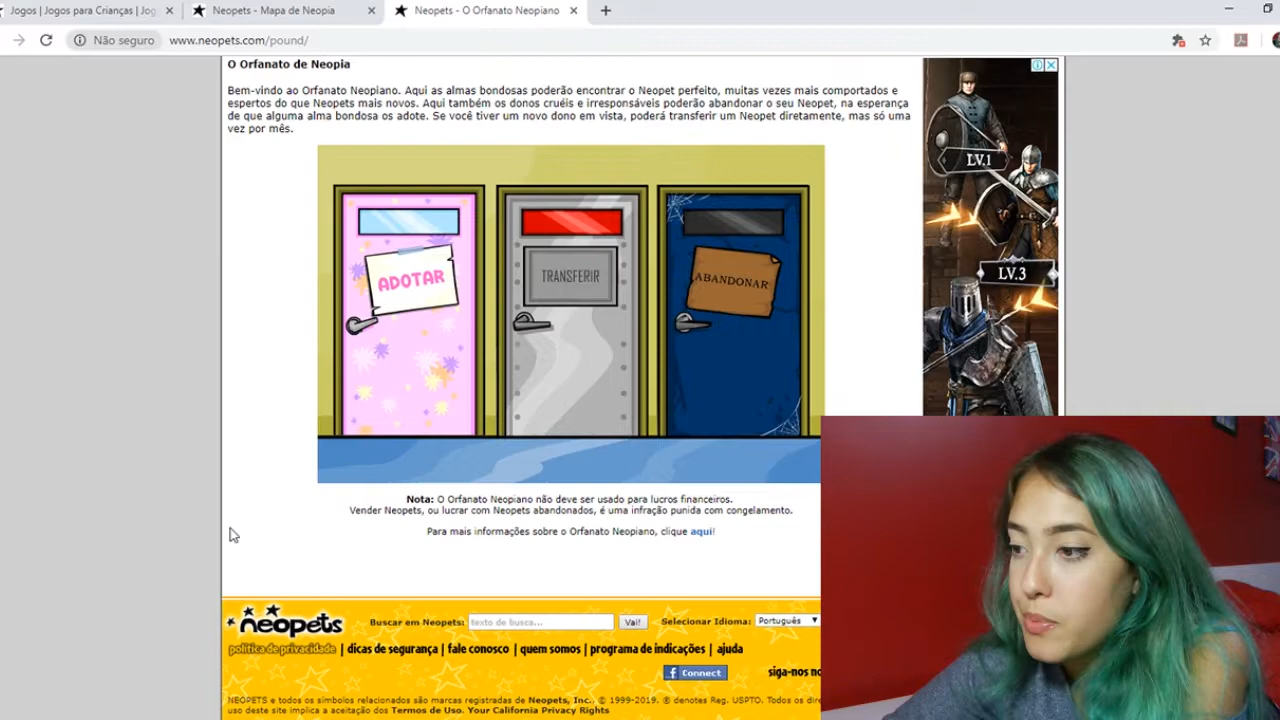 Jogos | Jogos para Crianças | Jog
Neopets - Mapa de Neopia
Neopets - O Orfanato Neopiano
Não seguro
www.neopets.com/pound/
O Orfanato de Neopia
Bem-vindo ao Orfanato Neopiano. Aqui as almas bondosas poderão encontrar o Neopet perfeito, muitas vezes mais comportados e
espertos do que Neopets mais novos. Aqui também os donos cruéis e irresponsáveis poderão abandonar o seu Neopet, na esperança
de que alguma alma bondosa os adote. Se você tiver um novo dono em vista, poderá transferir um Neopet diretamente, mas só uma
vez por mês.
LV.1
ADOTAR
TRANSFERIR
ABANDONAR
LV.3
Nota: O Orfanato Neopiano não deve ser usado para lucros financeiros.
Vender Neopets, ou lucrar com Neopets abandonados, é uma infração punida com congelamento.
Para mais informações sobre o Orfanato Neopiano, clique aqui!
neopets
Buscar em Neopets: texto de busca... Vai! Selecionar Idioma: Português
política de privacidade | dicas de segurança | fale conosco | quem somos | programa de indicações | ajuda
f Connect
siga-nos no
NEOPETS e todos os símbolos relacionados são marcas registradas de Neopets, Inc., © 1999-2019. ® denotes Reg. USPTO. Todos os di
uso deste site implica a aceitação dos Termos de Uso. Your California Privacy Rights